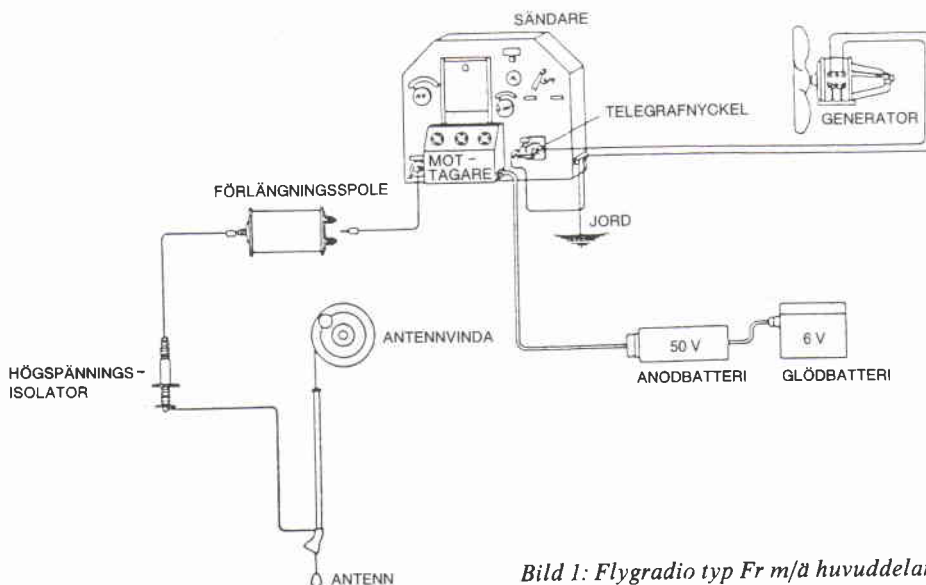 SÄNDARE
TELEGRAFNYCKEL
GENERATOR
MOT-
TAGARE
FÖRLÄNGNINGSSPOLE
JORD
ANTENNVINDA
50 V
6 V
ANODBATTERI
GLÖDBATTERI
HÖGSPÄNNINGS-
ISOLATOR
ANTENN
Bild 1: Flygradio typ Fr m/ä huvuddelar